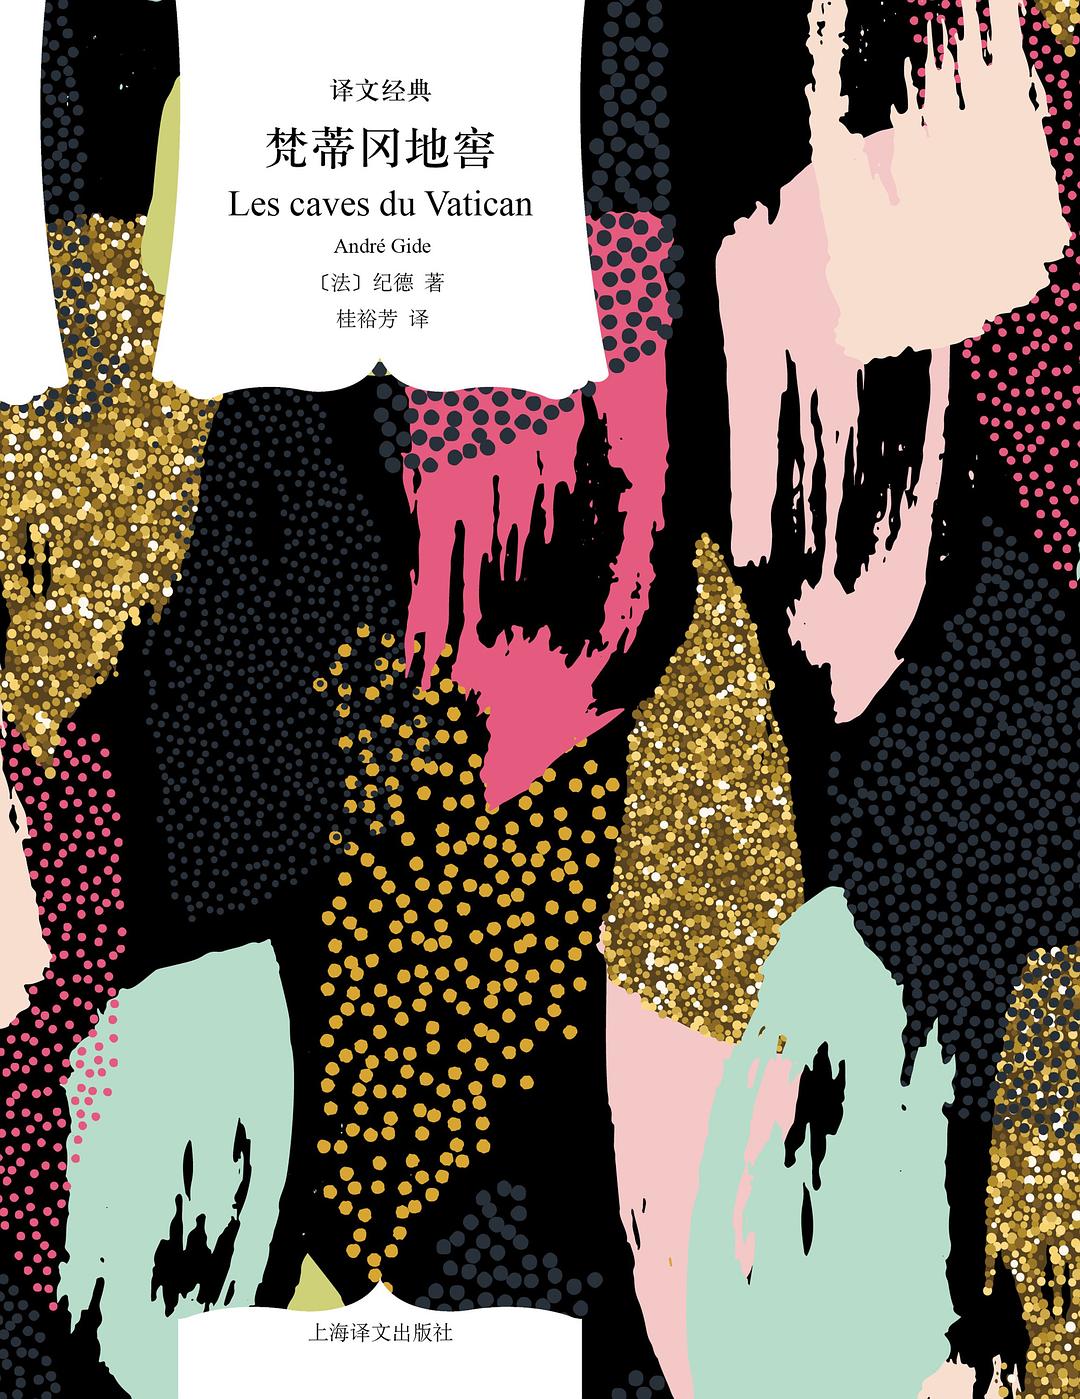 译文经典
梵蒂冈地窖
Les caves du Vatican
André Gide
〔法〕纪德 著
桂裕芳 译
上海译文出版社